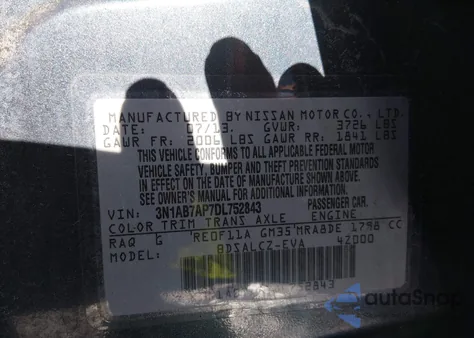 MANUFACTURED BY NISSAN MOTOR CO., LTD.
DATE: 07/13. GVWR: 3726 LBS
GAWR FR: 2006 LBS GAWR RR: 1841 LBS
THIS VEHICLE CONFORMS TO ALL APPLICABLE FEDERAL MOTOR
VEHICLE SAFETY, BUMPER, AND THEFT PREVENTION STANDARDS
IN EFFECT ON THE DATE OF MANUFACTURE SHOWN ABOVE.
SEE OWNER'S MANUAL FOR ADDITIONAL INFORMATION.
VIN: 3N1AB7AP7DL752843 PASSENGER CAR.
COLOR TRIM TRANS AXLE ENGINE
RAQ G RE0F11A GM35 MRA8DE 1798 CC
MODEL: BDSALCZ-EVA 42000
2843
autoSnap